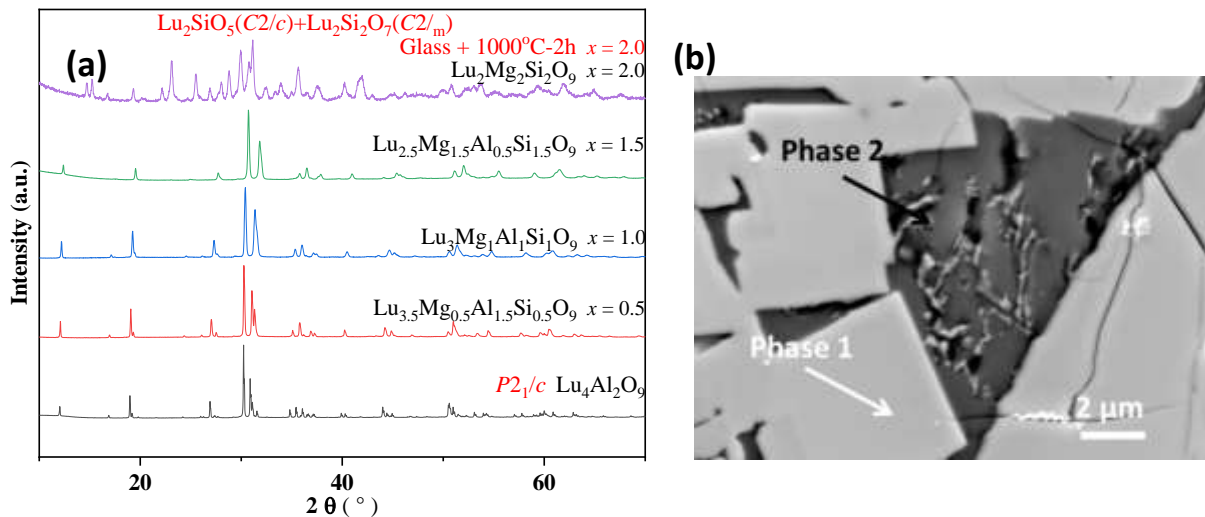 (a)
Lu₂SiO₅(C2/c)+Lu₂Si₂O₇(C2/m)
Glass + 1000°C-2h x = 2.0
Lu₂Mg₂Si₂O₉ x = 2.0
Lu₂.₅Mg₁.₅Al₀.₅Si₁.₅O₉ x = 1.5
Lu₃Mg₁Al₁Si₁O₉ x = 1.0
Lu₃.₅Mg₀.₅Al₁.₅Si₀.₅O₉ x = 0.5
P2₁/c Lu₄Al₂O₉
Intensity (a.u.)
20 40 60
2 θ ( ° )
(b)
Phase 2
Phase 1
2 μm